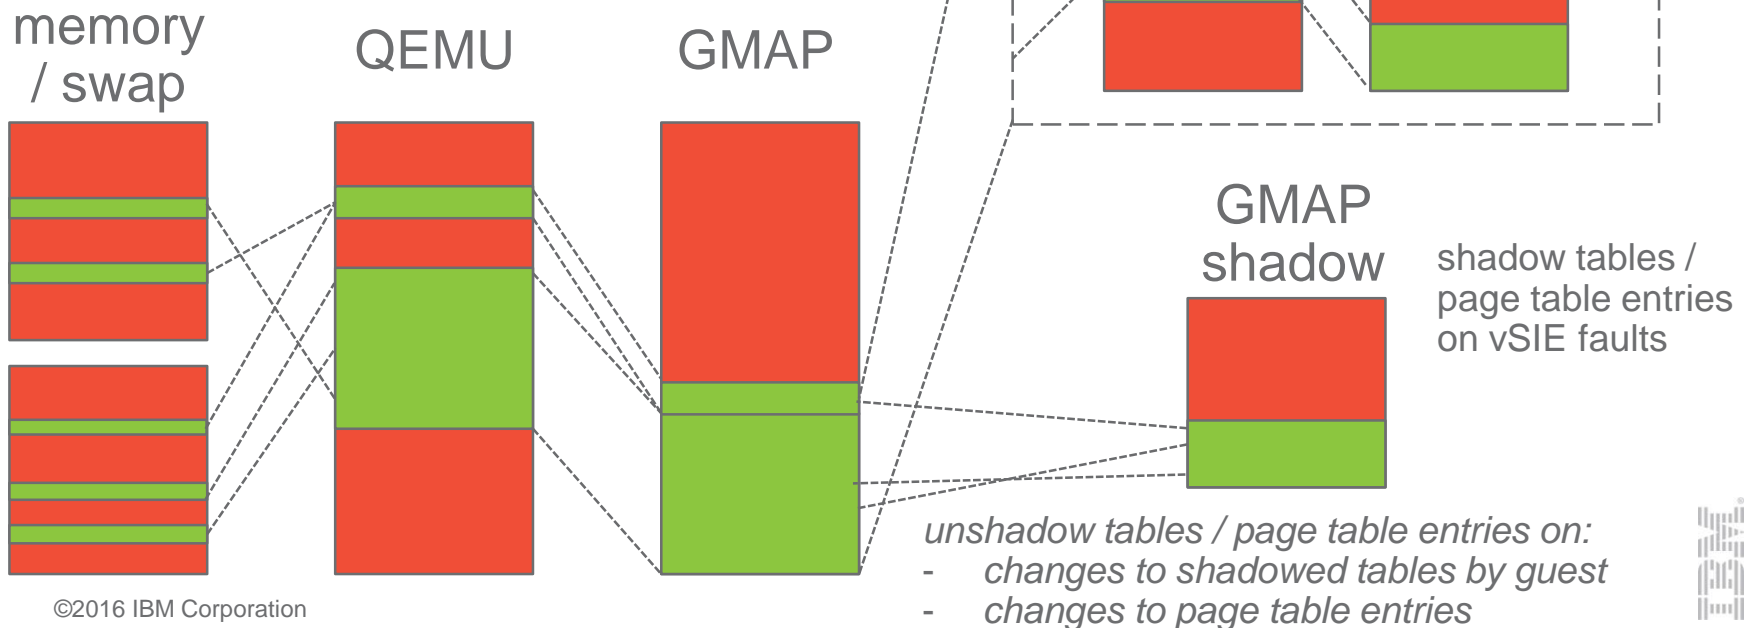 memory
/ swap
QEMU
GMAP
GMAP
shadow
shadow tables /
page table entries
on vSIE faults
unshadow tables / page table entries on:
- changes to shadowed tables by guest
- changes to page table entries
©2016 IBM Corporation
IBM